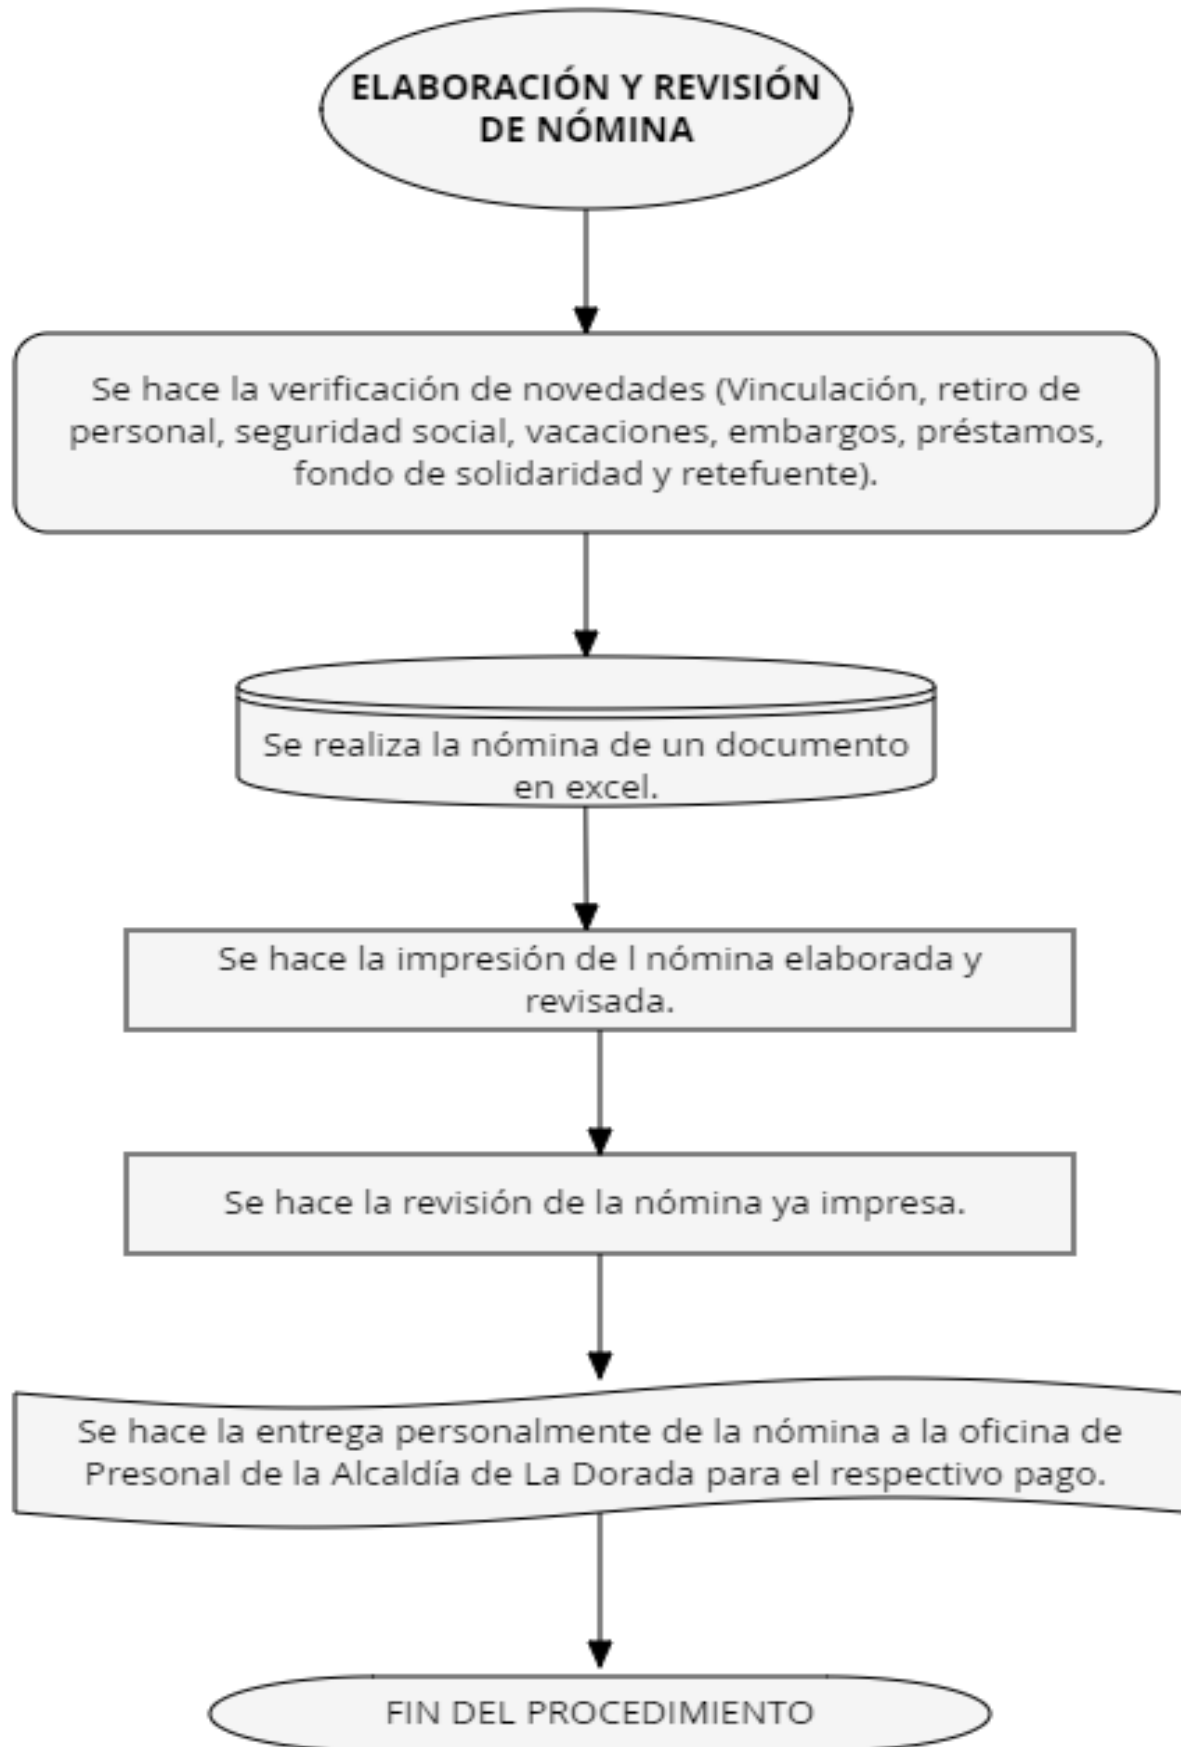 ELABORACIÓN Y REVISIÓN
DE NÓMINA
Se hace la verificación de novedades (Vinculación, retiro de
personal, seguridad social, vacaciones, embargos, préstamos,
fondo de solidaridad y retefuente).
Se realiza la nómina de un documento
en excel.
Se hace la impresión de l nómina elaborada y
revisada.
Se hace la revisión de la nómina ya impresa.
Se hace la entrega personalmente de la nómina a la oficina de
Presonal de la Alcaldía de La Dorada para el respectivo pago.
FIN DEL PROCEDIMIENTO